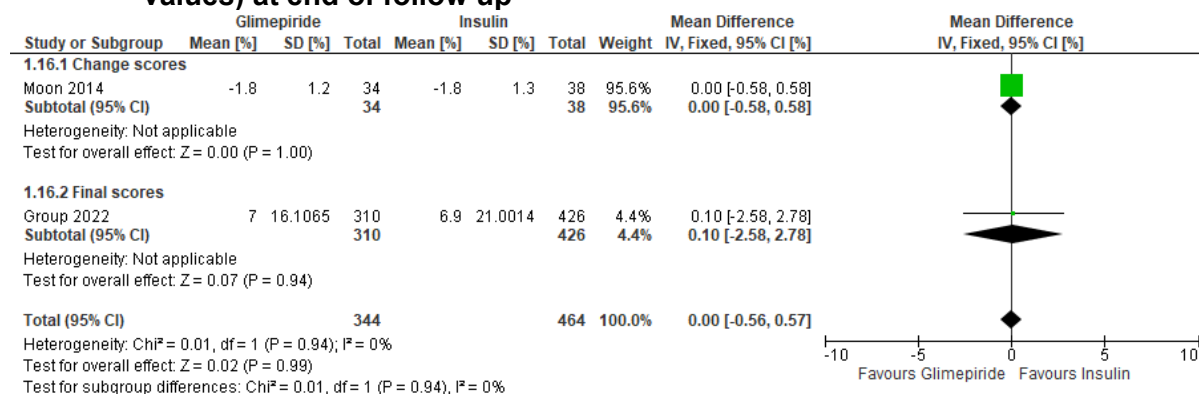 values) at end of follow-up
Glimepiride Insulin Mean Difference Mean Difference
Study or Subgroup Mean [%] SD [%] Total Mean [%] SD [%] Total Weight IV, Fixed, 95% CI [%] IV, Fixed, 95% CI [%]
1.16.1 Change scores
Moon 2014 -1.8 1.2 34 -1.8 1.3 38 95.6% 0.00 [-0.58, 0.58]
Subtotal (95% CI) 34 38 95.6% 0.00 [-0.58, 0.58]
Heterogeneity: Not applicable
Test for overall effect: Z = 0.00 (P = 1.00)
1.16.2 Final scores
Group 2022 7 16.1065 310 6.9 21.0014 426 4.4% 0.10 [-2.58, 2.78]
Subtotal (95% CI) 310 426 4.4% 0.10 [-2.58, 2.78]
Heterogeneity: Not applicable
Test for overall effect: Z = 0.07 (P = 0.94)
Total (95% CI) 344 464 100.0% 0.00 [-0.56, 0.57]
Heterogeneity: Chi² = 0.01, df = 1 (P = 0.94); I² = 0%
Test for overall effect: Z = 0.02 (P = 0.99)
Test for subgroup differences: Chi² = 0.01, df = 1 (P = 0.94), I² = 0%
-10 -5 0 5 10
Favours Glimepiride Favours Insulin